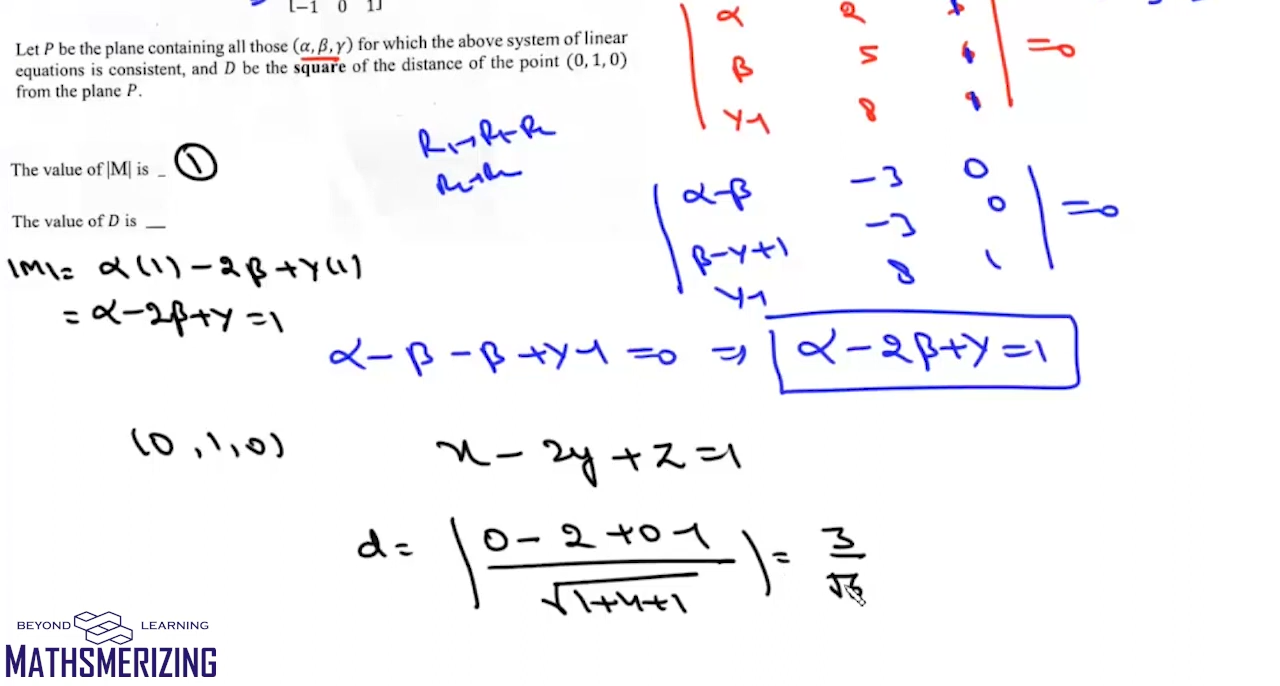 [-1 0 1]
Let P be the plane containing all those (α, β, γ) for which the above system of linear
equations is consistent, and D be the square of the distance of the point (0, 1, 0)
from the plane P.
The value of |M| is _ ①
The value of D is __
|M| = α(1) - 2β + γ(1)
= α - 2β + γ = 1
R₁→R₁-R₂
α 2
β 5 =0
γ-1 8
α-β -3 0
β-γ+1 -3 0 =0
γ-1 8 1
α - β - β + γ - 1 = 0 ⇒ α - 2β + γ = 1
(0, 1, 0) x - 2y + z = 1
d = |0 - 2 + 0 - 1 / √1+4+1| = 3/√6
BEYOND LEARNING
MATHSMERIZING